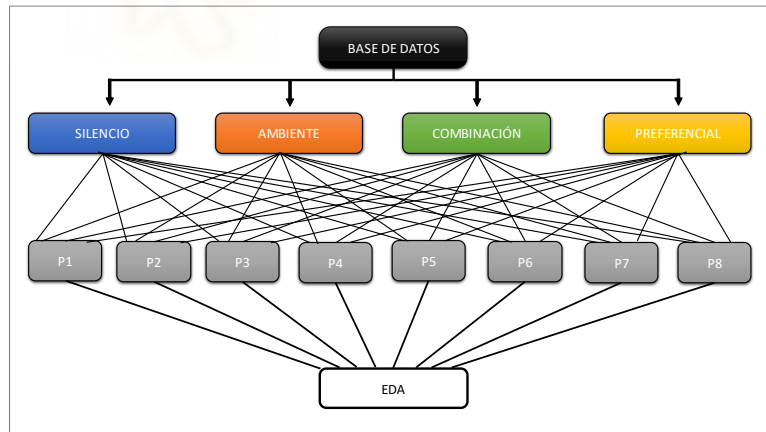 BASE DE DATOS
SILENCIO
AMBIENTE
COMBINACIÓN
PREFERENCIAL
P1
P2
P3
P4
P5
P6
P7
P8
EDA